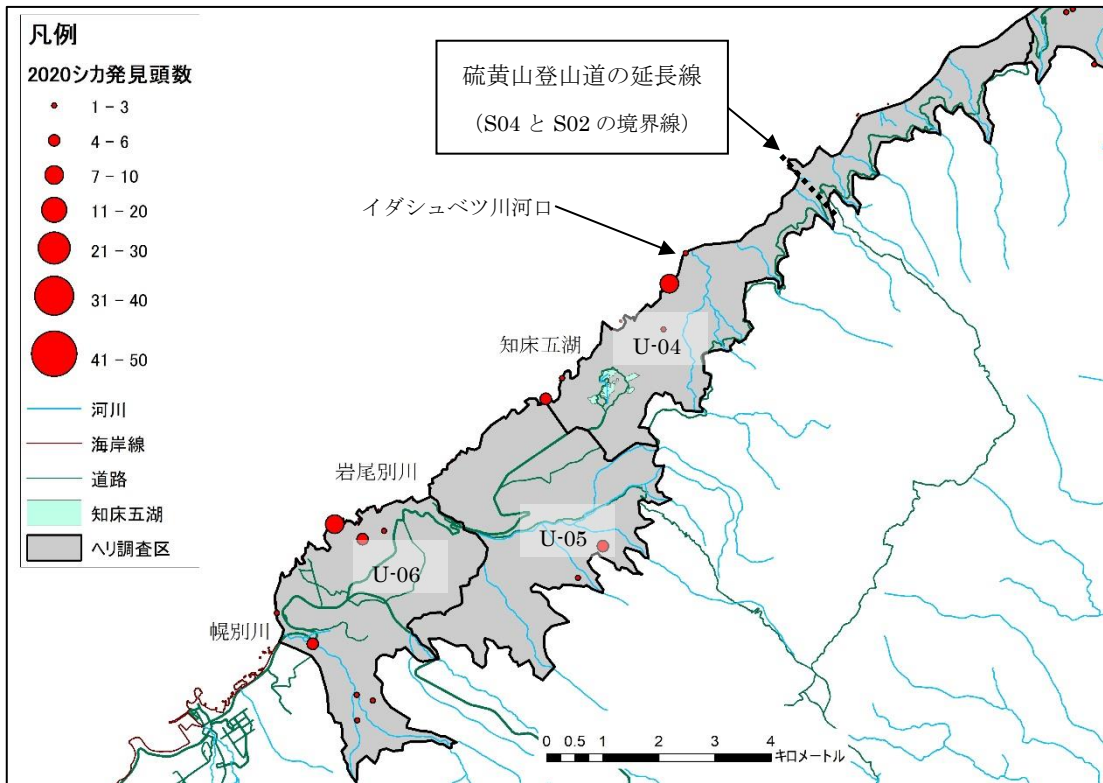 凡例
2020シカ発見頭数
1 – 3
4 – 6
7 – 10
11 – 20
21 – 30
31 – 40
41 – 50
河川
海岸線
道路
知床五湖
ヘリ調査区
硫黄山登山道の延長線
(S04 と S02 の境界線)
イダシュベツ川河口
知床五湖
U-04
岩尾別川
U-05
U-06
幌別川
0 0.5 1 2 3 4
キロメートル